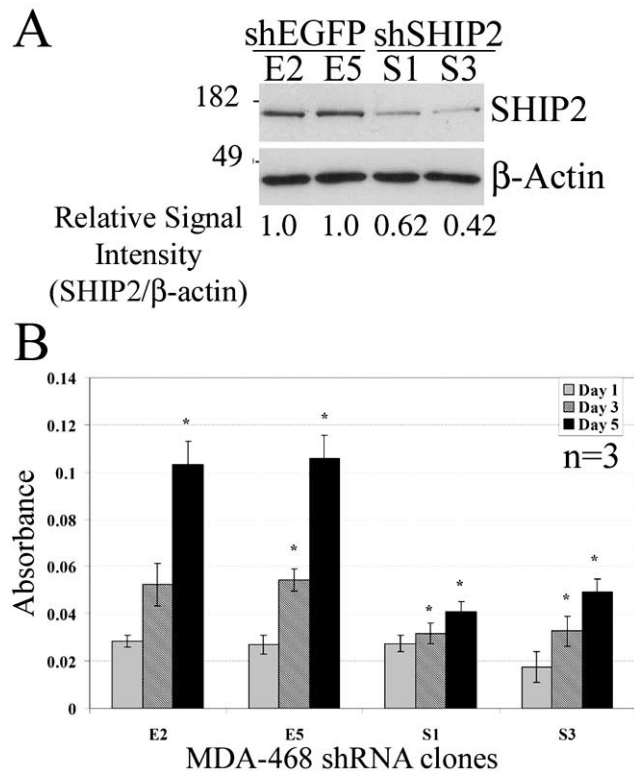 A
shEGFP shSHIP2
E2 E5 S1 S3
182
SHIP2
49
β-Actin
Relative Signal
Intensity
(SHIP2/β-actin)
1.0 1.0 0.62 0.42
B
0.14
0.12
0.1
0.08
0.06
0.04
0.02
0
Absorbance
* * * * * * *
Day 1
Day 3
Day 5
n=3
E2 E5 S1 S3
MDA-468 shRNA clones